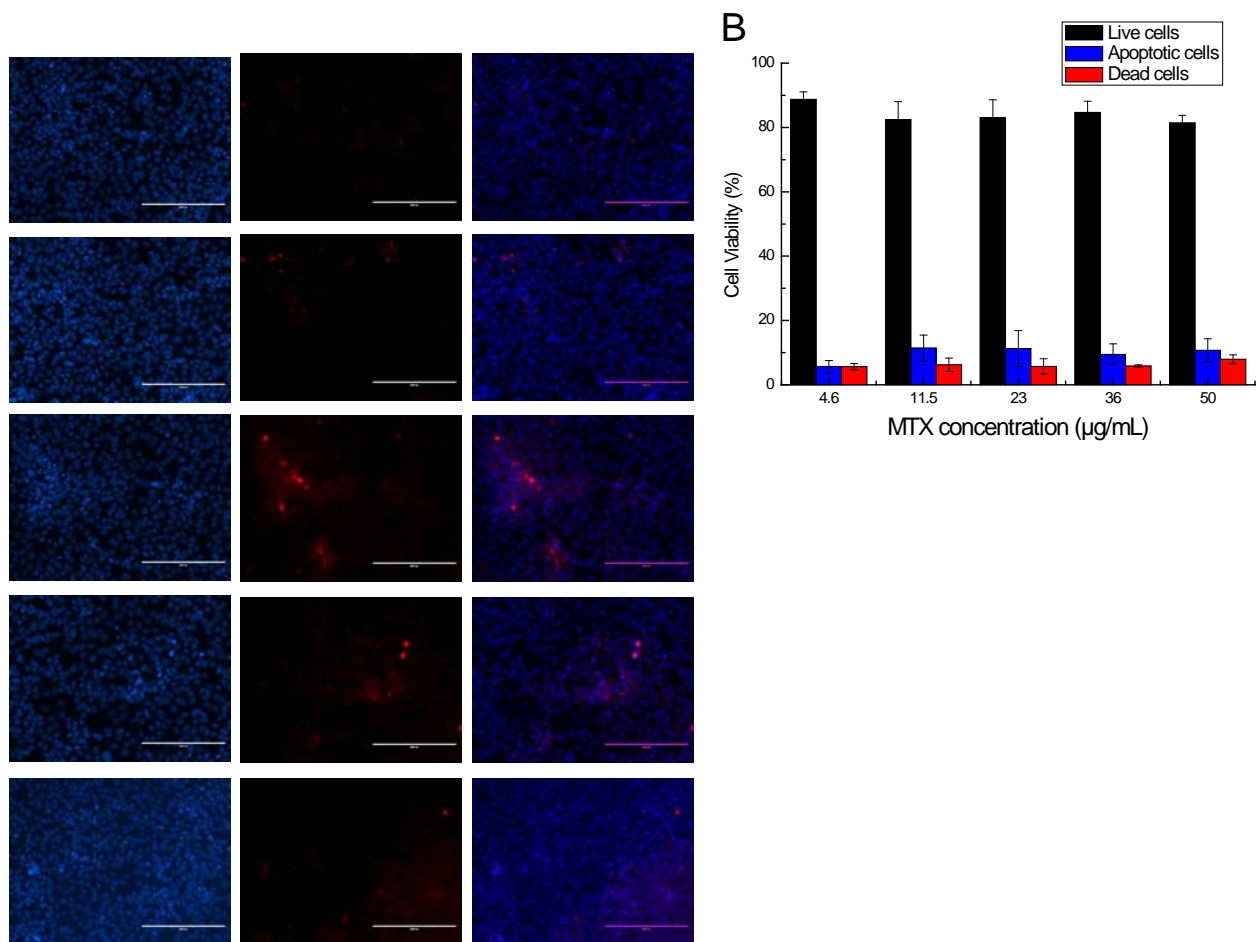 B
Live cells
Apoptotic cells
Dead cells
100
80
60
40
20
0
Cell Viability (%)
4.6 11.5 23 36 50
MTX concentration (µg/mL)